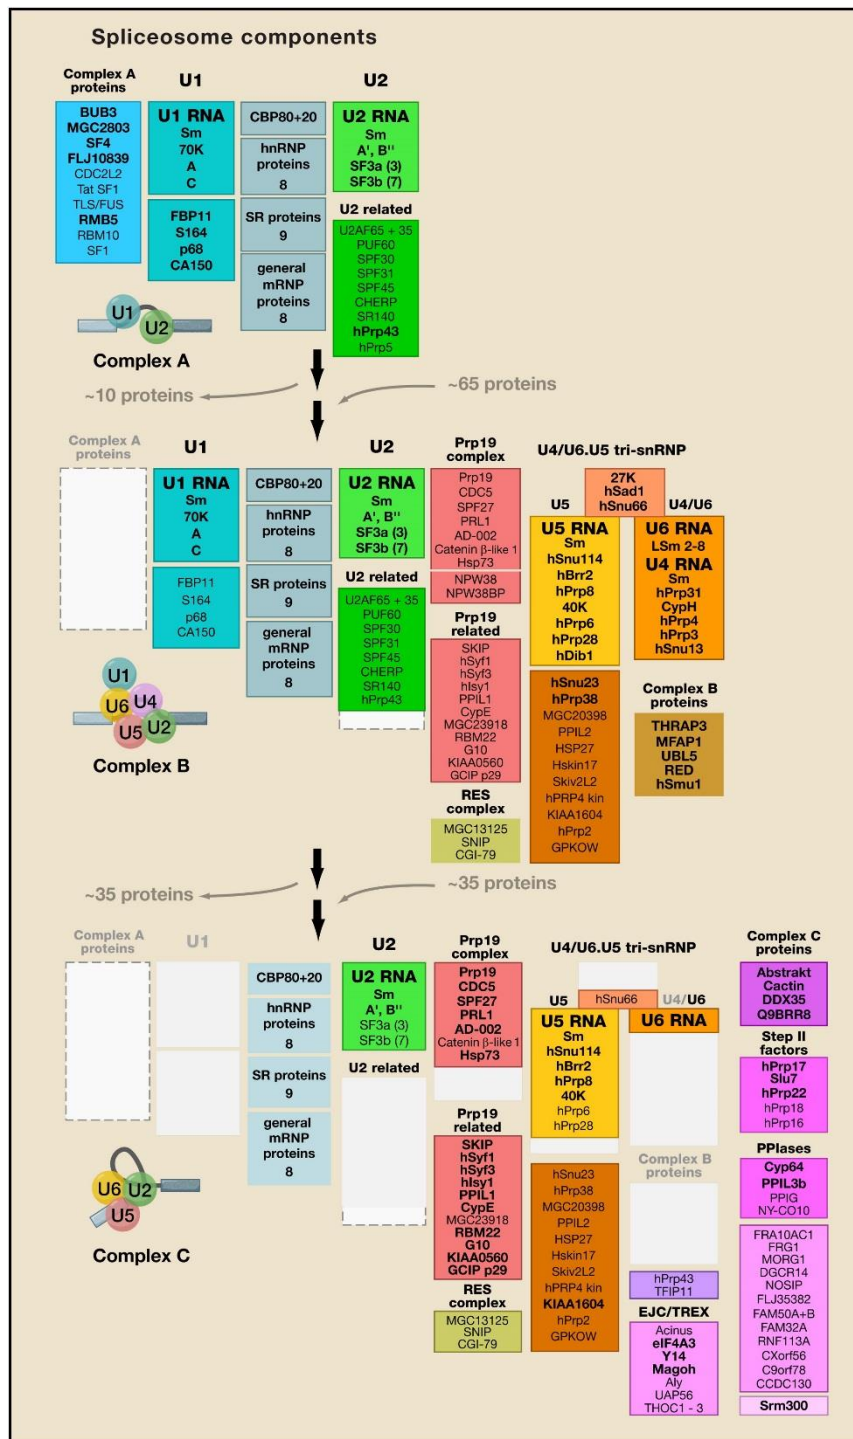 Spliceosome components
Complex A
proteins
BUB3
MGC2803
SF4
FLJ10839
CDC2L2
Tat SF1
TLS/FUS
RMB5
RBM10
SF1
U1
U1 RNA
Sm
70K
A
C
FBP11
S164
p68
CA150
CBP80+20
hnRNP
proteins
8
SR proteins
9
general
mRNP
proteins
8
U2
U2 RNA
Sm
A', B"
SF3a (3)
SF3b (7)
U2 related
U2AF65 + 35
PUF60
SPF30
SPF31
SPF45
CHERP
SR140
hPrp43
hPrp5
U1
U2
Complex A
~10 proteins
~65 proteins
Complex A
proteins
U1
U1 RNA
Sm
70K
A
C
FBP11
S164
p68
CA150
CBP80+20
hnRNP
proteins
8
SR proteins
9
general
mRNP
proteins
8
U2
U2 RNA
Sm
A', B"
SF3a (3)
SF3b (7)
U2 related
U2AF65 + 35
PUF60
SPF30
SPF31
SPF45
CHERP
SR140
hPrp43
Prp19
complex
Prp19
CDC5
SPF27
PRL1
AD-002
Catenin β-like 1
Hsp73
NPW38
NPW38BP
Prp19
related
SKIP
hSyf1
hSyf3
hIsy1
PPIL1
CypE
MGC23918
RBM22
G10
KIAA0560
GCIP p29
RES
complex
MGC13125
SNIP
CGI-79
U4/U6.U5 tri-snRNP
27K
hSad1
hSnu66
U5
U5 RNA
Sm
hSnu114
hBrr2
hPrp8
40K
hPrp6
hPrp28
hDib1
hSnu23
hPrp38
MGC20398
PPIL2
HSP27
Hskin17
Skiv2L2
hPRP4 kin
KIAA1604
hPrp2
GPKOW
U4/U6
U6 RNA
LSm 2-8
U4 RNA
Sm
hPrp31
CypH
hPrp4
hPrp3
hSnu13
Complex B
proteins
THRAP3
MFAP1
UBL5
RED
hSmu1
U1
U6
U4
U5
U2
Complex B
~35 proteins
~35 proteins
Complex A
proteins
U1
CBP80+20
hnRNP
proteins
8
SR proteins
9
general
mRNP
proteins
8
U2
U2 RNA
Sm
A', B"
SF3a (3)
SF3b (7)
U2 related
Prp19
complex
Prp19
CDC5
SPF27
PRL1
AD-002
Catenin β-like 1
Hsp73
Prp19
related
SKIP
hSyf1
hSyf3
hIsy1
PPIL1
CypE
MGC23918
RBM22
G10
KIAA0560
GCIP p29
RES
complex
MGC13125
SNIP
CGI-79
U4/U6.U5 tri-snRNP
hSnu66
U5
U5 RNA
Sm
hSnu114
hBrr2
hPrp8
40K
hPrp6
hPrp28
hSnu23
hPrp38
MGC20398
PPIL2
HSP27
Hskin17
Skiv2L2
hPRP4 kin
KIAA1604
hPrp2
GPKOW
U4/U6
U6 RNA
Complex B
proteins
hPrp43
TFIP11
EJC/TREX
Acinus
eIF4A3
Y14
Magoh
Aly
UAP56
THOC1 - 3
Complex C
proteins
Abstrakt
Cactin
DDX35
Q9BRR8
Step II
factors
hPrp17
Slu7
hPrp22
hPrp18
hPrp16
PPIases
Cyp64
PPIL3b
PPIG
NY-CO10
FRA10AC1
FRG1
MORG1
DGCR14
NOSIP
FLJ35382
FAM50A+B
FAM32A
RNF113A
CXorf56
C9orf78
CCDC130
Srm300
U6
U2
U5
Complex C